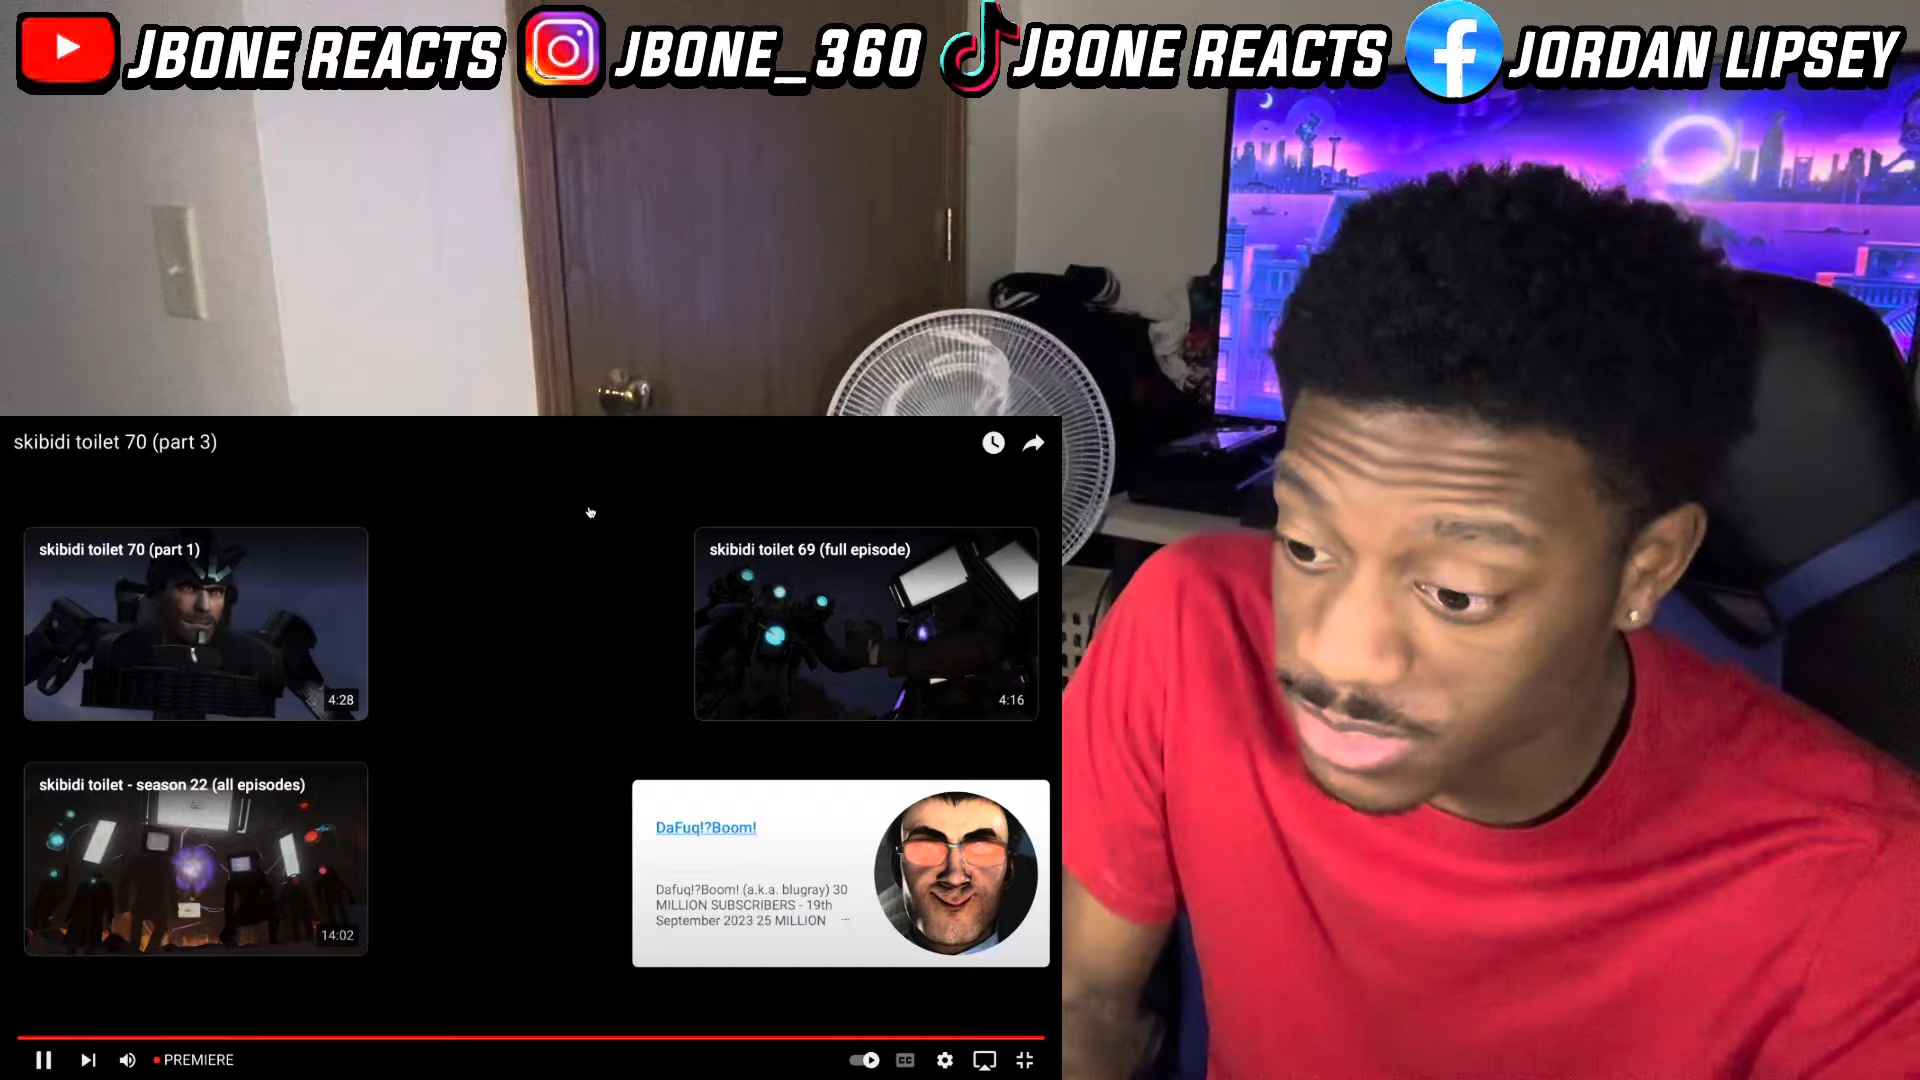 JBONE REACTS JBONE_360 JBONE REACTS JORDAN LIPSEY
skibidi toilet 70 (part 3)
skibidi toilet 70 (part 1)
4:28
skibidi toilet 69 (full episode)
4:16
skibidi toilet - season 22 (all episodes)
14:02
DaFuq!?Boom!
Dafuq!?Boom! (a.k.a. blugray) 30
MILLION SUBSCRIBERS - 19th
September 2023 25 MILLION ...
PREMIERE
CC